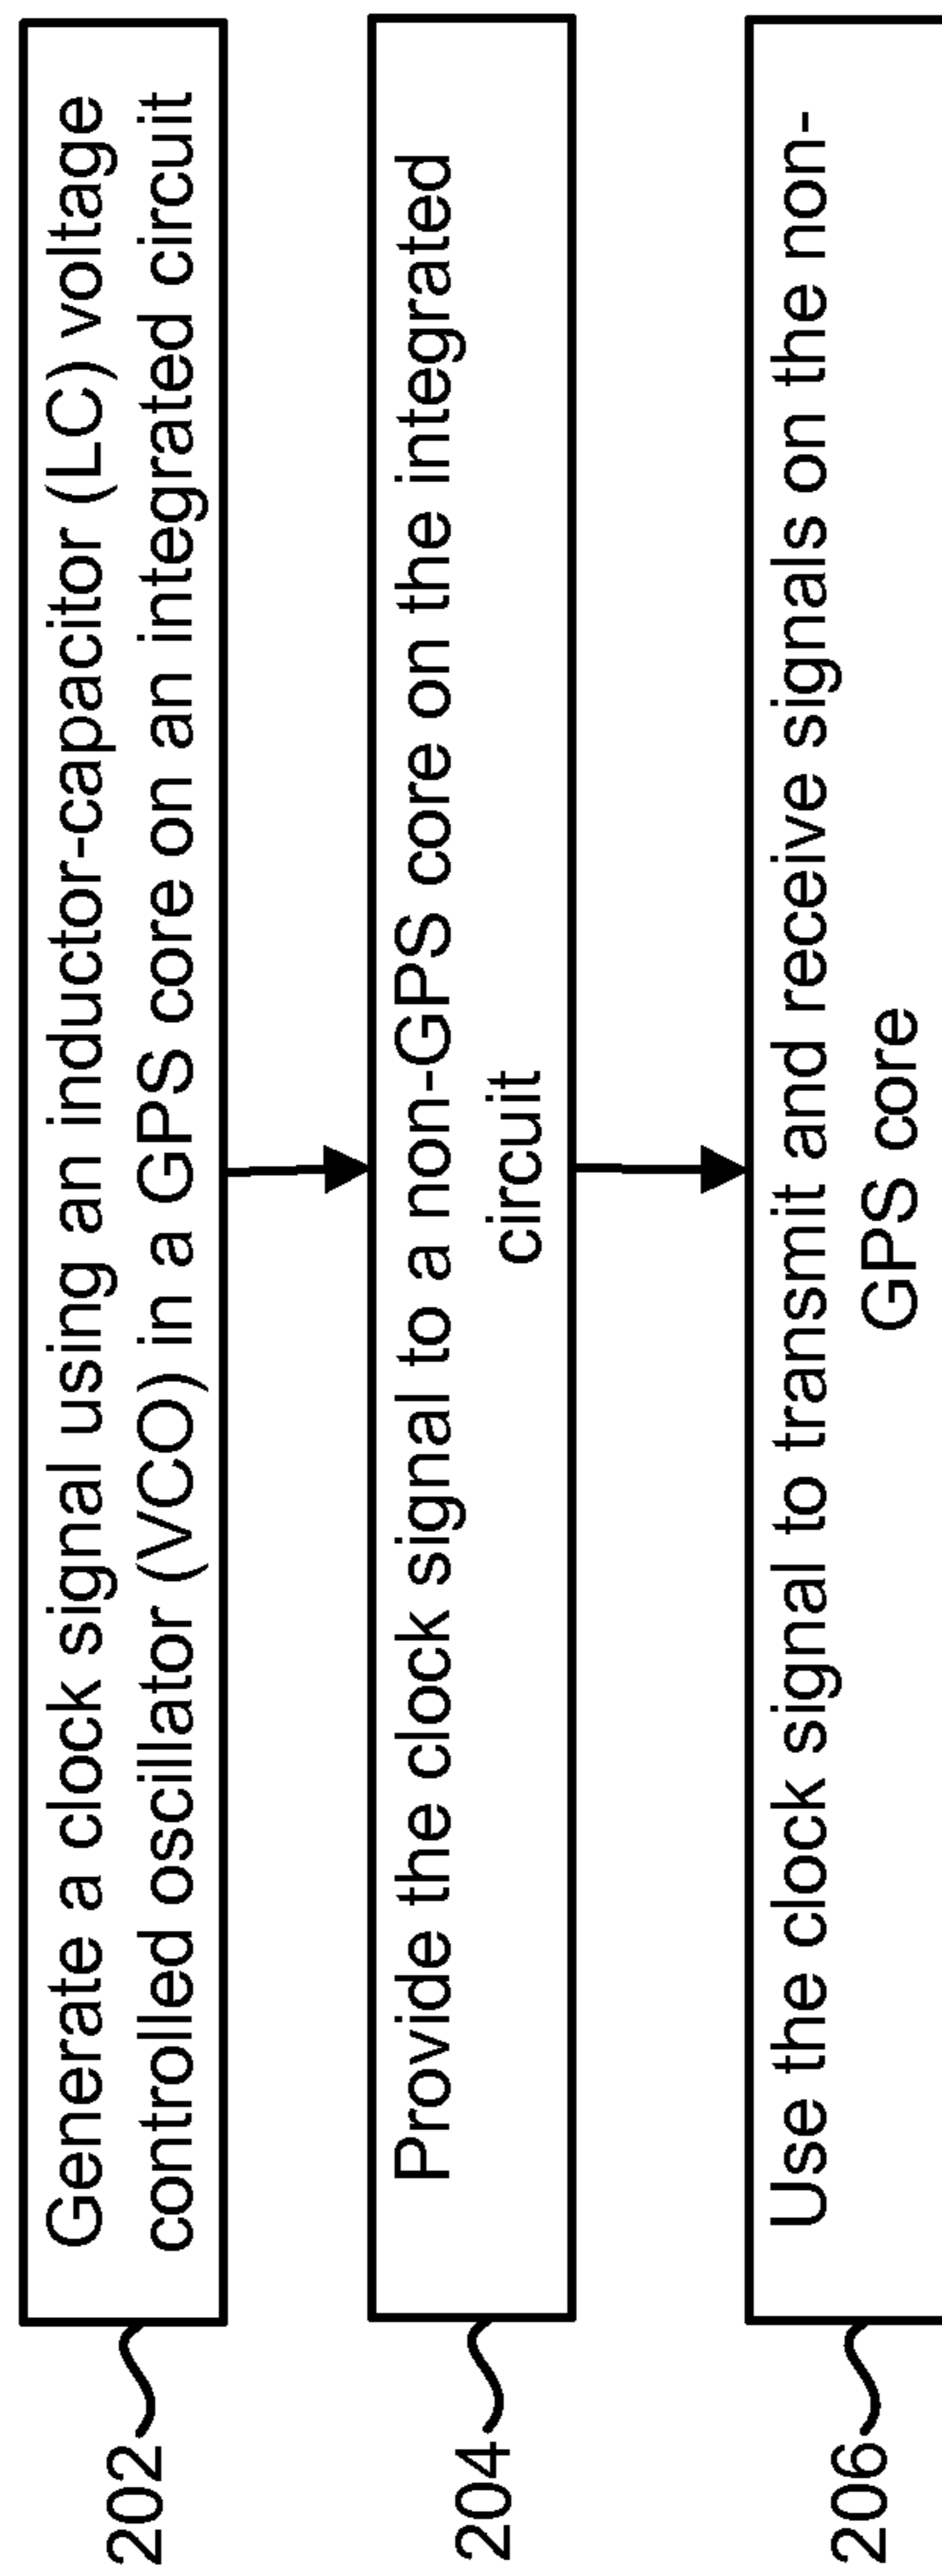 202
Generate a clock signal using an inductor-capacitor (LC) voltage
controlled oscillator (VCO) in a GPS core on an integrated circuit
204
Provide the clock signal to a non-GPS core on the integrated
circuit
206
Use the clock signal to transmit and receive signals on the non-
GPS core